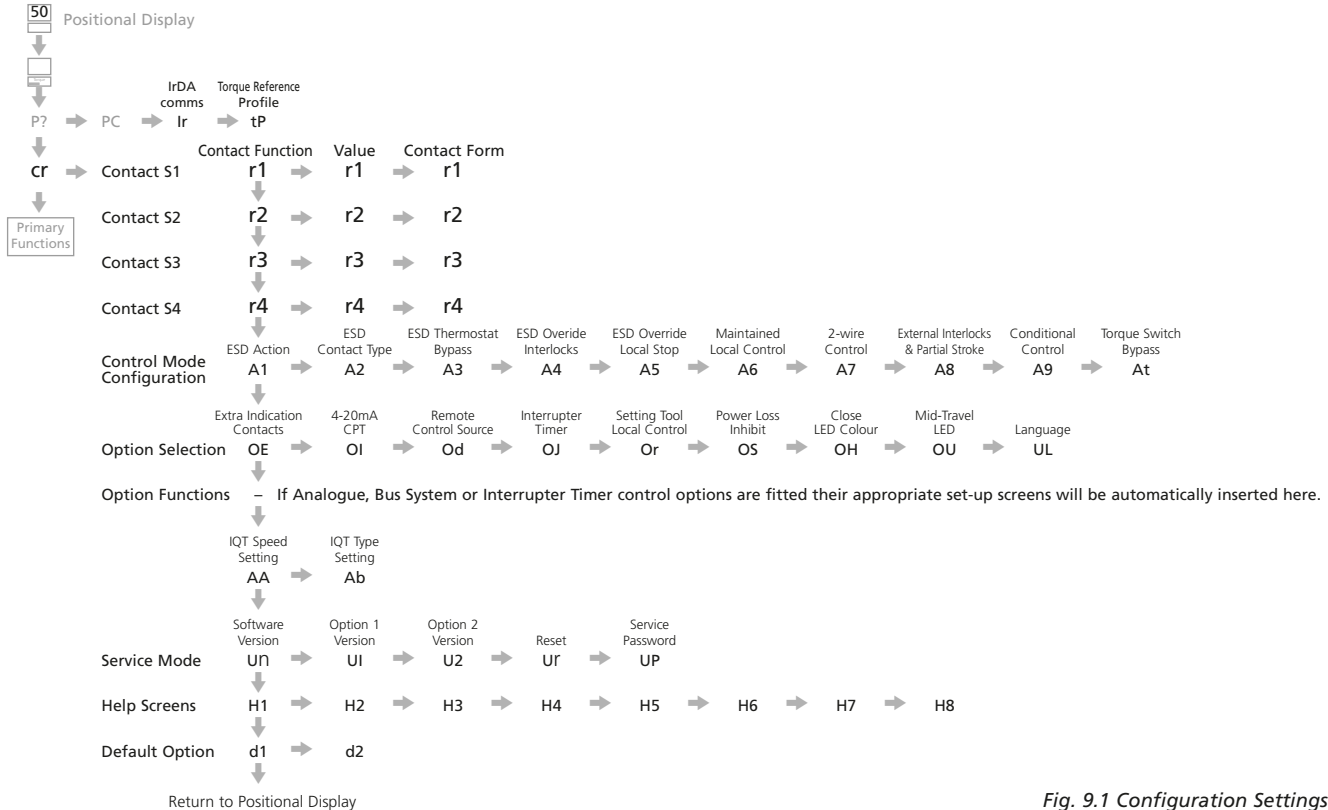 50 Positional Display
IrDA comms
Torque Reference Profile
P? PC Ir tP
Contact Function Value Contact Form
cr Contact S1 r1 r1 r1
Primary Functions
Contact S2 r2 r2 r2
Contact S3 r3 r3 r3
Contact S4 r4 r4 r4
ESD Action
ESD Contact Type
ESD Thermostat Bypass
ESD Overide Interlocks
ESD Override Local Stop
Maintained Local Control
2-wire Control
External Interlocks & Partial Stroke
Conditional Control
Torque Switch Bypass
Control Mode Configuration A1 A2 A3 A4 A5 A6 A7 A8 A9 At
Extra Indication Contacts
4-20mA CPT
Remote Control Source
Interrupter Timer
Setting Tool Local Control
Power Loss Inhibit
Close LED Colour
Mid-Travel LED
Language
Option Selection OE OI Od OJ Or OS OH OU UL
Option Functions – If Analogue, Bus System or Interrupter Timer control options are fitted their appropriate set-up screens will be automatically inserted here.
IQT Speed Setting
IQT Type Setting
AA Ab
Software Version
Option 1 Version
Option 2 Version
Reset
Service Password
Service Mode Un UI U2 Ur UP
Help Screens H1 H2 H3 H4 H5 H6 H7 H8
Default Option d1 d2
Return to Positional Display
Fig. 9.1 Configuration Settings